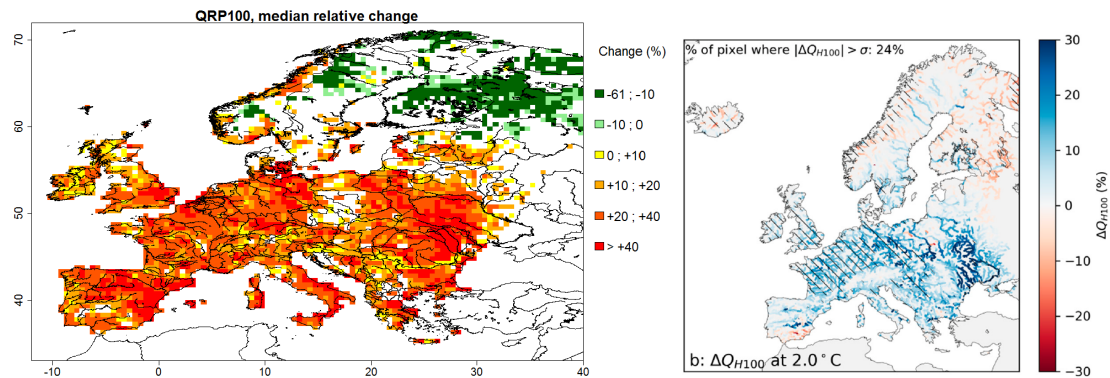 QRP100, median relative change
70
60
50
40
-10
0
10
20
30
40
Change (%)
-61 ; -10
-10 ; 0
0 ; +10
+10 ; +20
+20 ; +40
> +40
% of pixel where |ΔQH100| > σ: 24%
b: ΔQH100 at 2.0°C
30
20
10
0
−10
−20
−30
ΔQH100 (%)